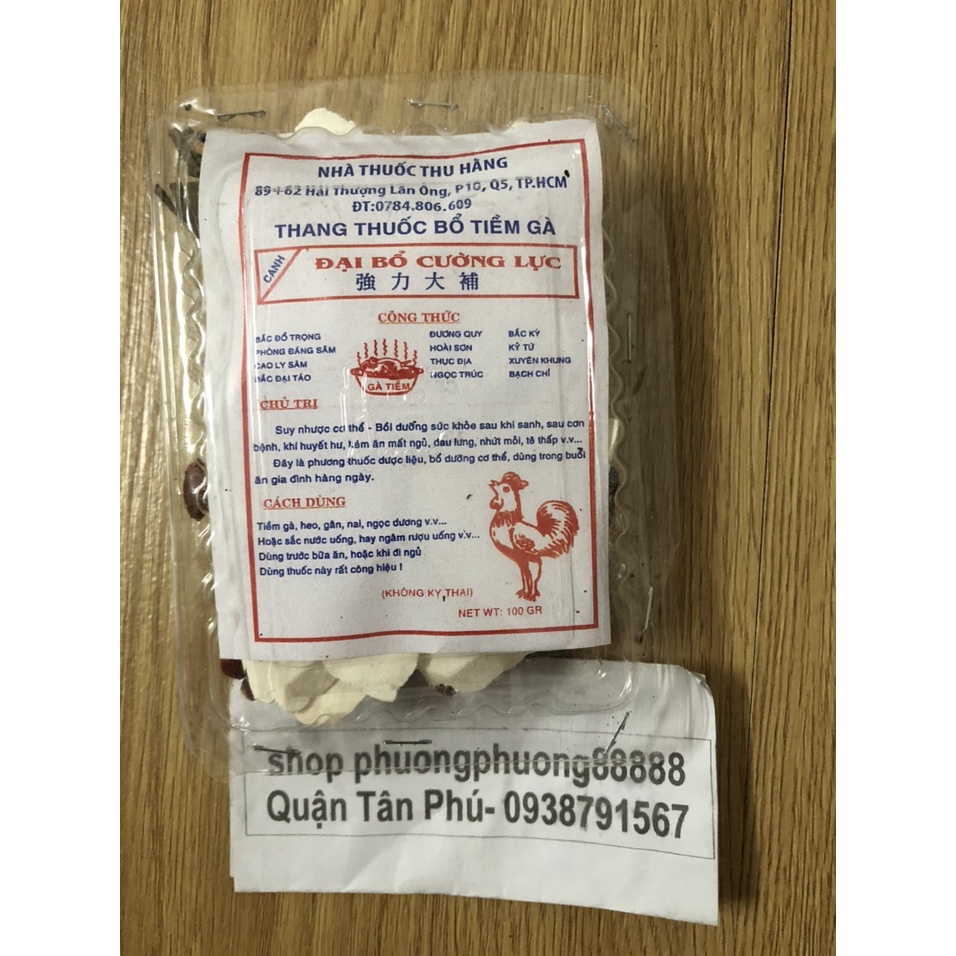 NHÀ THUỐC THU HẰNG
89+62 Hải Thượng Lãn Ông, P10, Q5, TP.HCM
ĐT:0784.806.609
THANG THUỐC BỔ TIỀM GÀ
CANH
ĐẠI BỔ CƯỜNG LỰC
強力大補
CÔNG THỨC
BẮC ĐỖ TRỌNG ĐƯƠNG QUY BẮC KỲ
PHÒNG ĐẢNG SÂM HOÀI SƠN KỶ TỬ
CAO LY SÂM THỤC ĐỊA XUYÊN KHUNG
BẮC ĐẠI TÁO NGỌC TRÚC BẠCH CHỈ
GÀ TIỀM
CHỦ TRỊ
Suy nhược cơ thể - Bồi dưỡng sức khỏe sau khi sanh, sau cơn
bệnh, khí huyết hư, kém ăn mất ngủ, đau lưng, nhứt mỏi, tê thấp v.v...
Đây là phương thuốc dược liệu, bổ dưỡng cơ thể, dùng trong buổi
ăn gia đình hàng ngày.
CÁCH DÙNG
Tiềm gà, heo, gân, nai, ngọc dương v.v...
Hoặc sắc nước uống, hay ngâm rượu uống v.v...
Dùng trước bữa ăn, hoặc khi đi ngủ
Dùng thuốc này rất công hiệu !
(KHÔNG KỴ THAI)
NET WT: 100 GR
shop phuongphuong88888
Quận Tân Phú- 0938791567